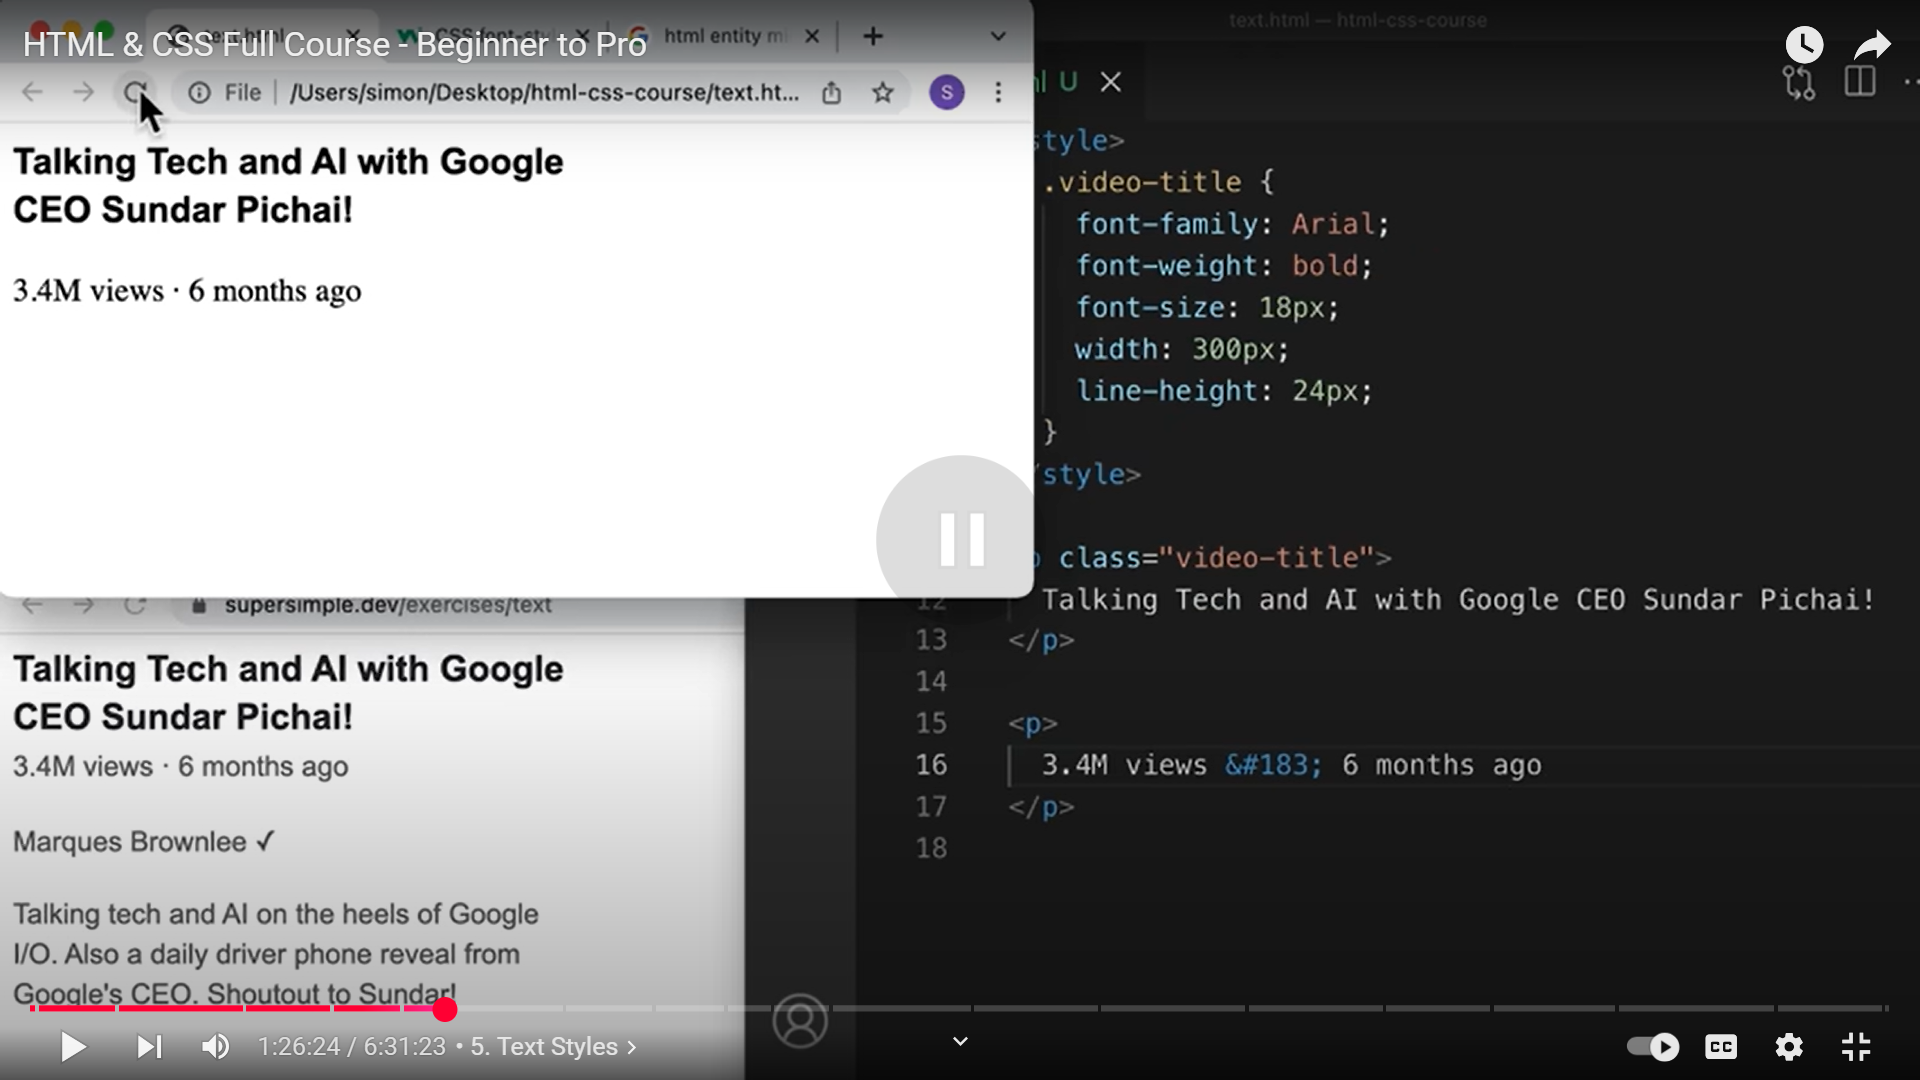 text.html — html-css-course
HTML & CSS Full Course - Beginner to Pro
html entity mi
File
/Users/simon/Desktop/html-css-course/text.ht...
S
U
Talking Tech and AI with Google
CEO Sundar Pichai!
3.4M views · 6 months ago
style>
.video-title {
font-family: Arial;
font-weight: bold;
font-size: 18px;
width: 300px;
line-height: 24px;
}
style>
class="video-title">
12 Talking Tech and AI with Google CEO Sundar Pichai!
13 </p>
14
15 <p>
16 3.4M views &#183; 6 months ago
17 </p>
18
supersimple.dev/exercises/text
Talking Tech and AI with Google
CEO Sundar Pichai!
3.4M views · 6 months ago
Marques Brownlee ✓
Talking tech and AI on the heels of Google
I/O. Also a daily driver phone reveal from
Google's CEO. Shoutout to Sundar!
1:26:24 / 6:31:23 • 5. Text Styles >
CC